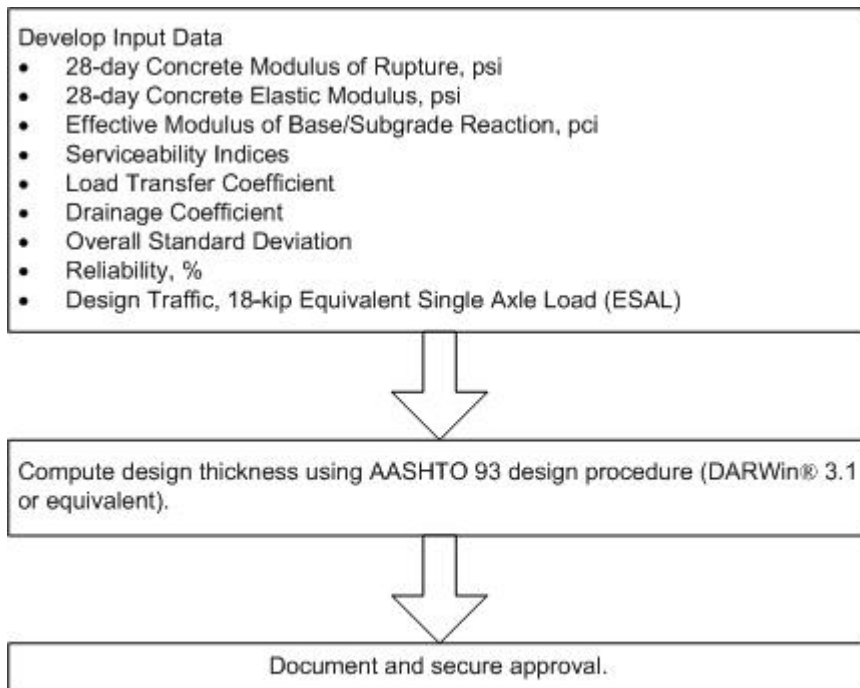 Develop Input Data
• 28-day Concrete Modulus of Rupture, psi
• 28-day Concrete Elastic Modulus, psi
• Effective Modulus of Base/Subgrade Reaction, pci
• Serviceability Indices
• Load Transfer Coefficient
• Drainage Coefficient
• Overall Standard Deviation
• Reliability, %
• Design Traffic, 18-kip Equivalent Single Axle Load (ESAL)
Compute design thickness using AASHTO 93 design procedure (DARWin® 3.1
or equivalent).
Document and secure approval.